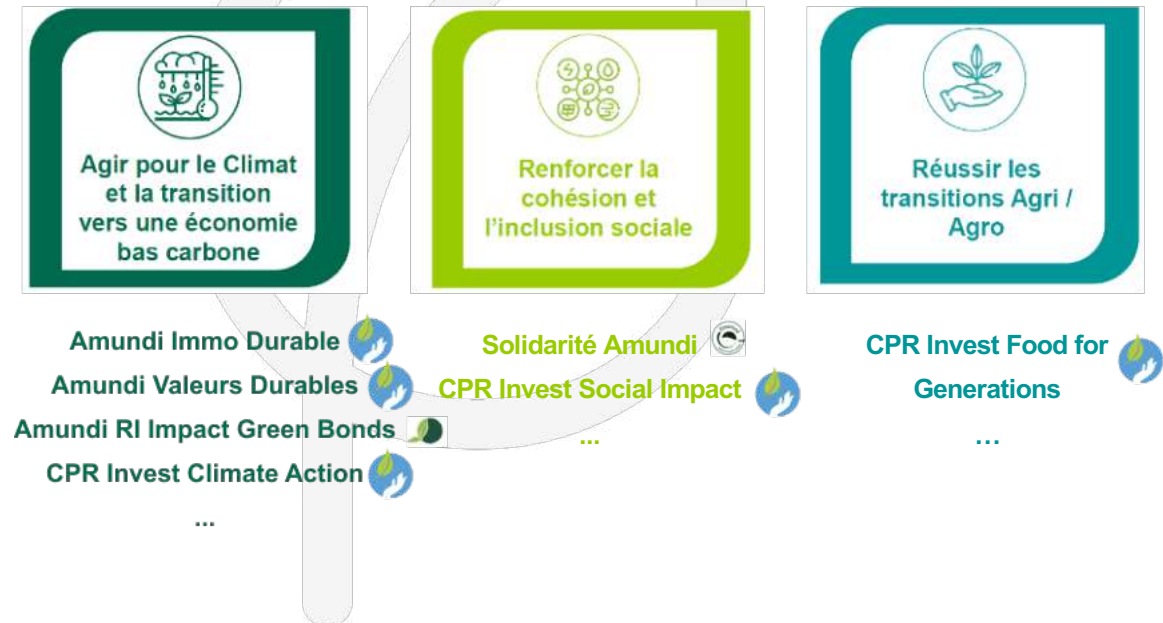 Agir pour le Climat
et la transition
vers une économie
bas carbone
Renforcer la
cohésion et
l'inclusion sociale
Réussir les
transitions Agri /
Agro
Amundi Immo Durable
Amundi Valeurs Durables
Amundi RI Impact Green Bonds
CPR Invest Climate Action
...
Solidarité Amundi
CPR Invest Social Impact
...
CPR Invest Food for
Generations
…